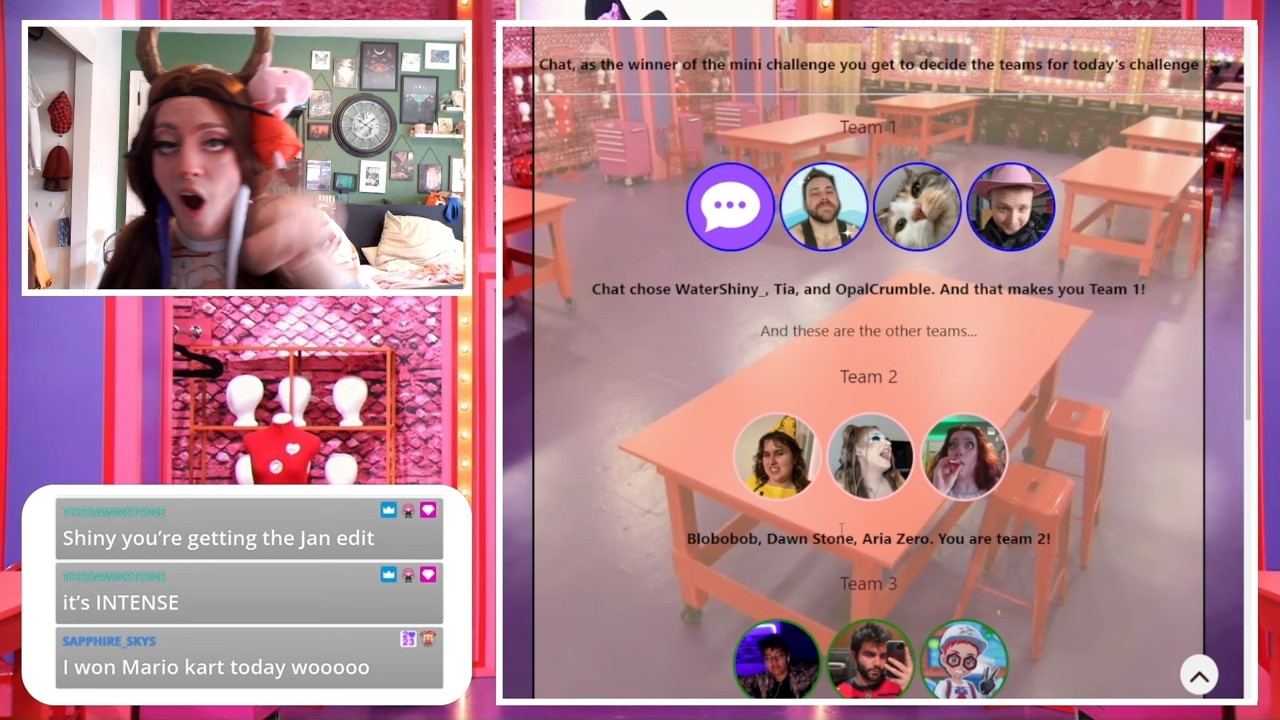 Chat, as the winner of the mini challenge you get to decide the teams for today's challenge
Team 1
Chat chose WaterShiny_, Tia, and OpalCrumble. And that makes you Team 1!
And these are the other teams...
Team 2
Blobobob, Dawn Stone, Aria Zero. You are team 2!
Team 3
THEDAWNSTONE
Shiny you're getting the Jan edit
THEDAWNSTONE
it's INTENSE
SAPPHIRE_SKYS
I won Mario kart today wooooo